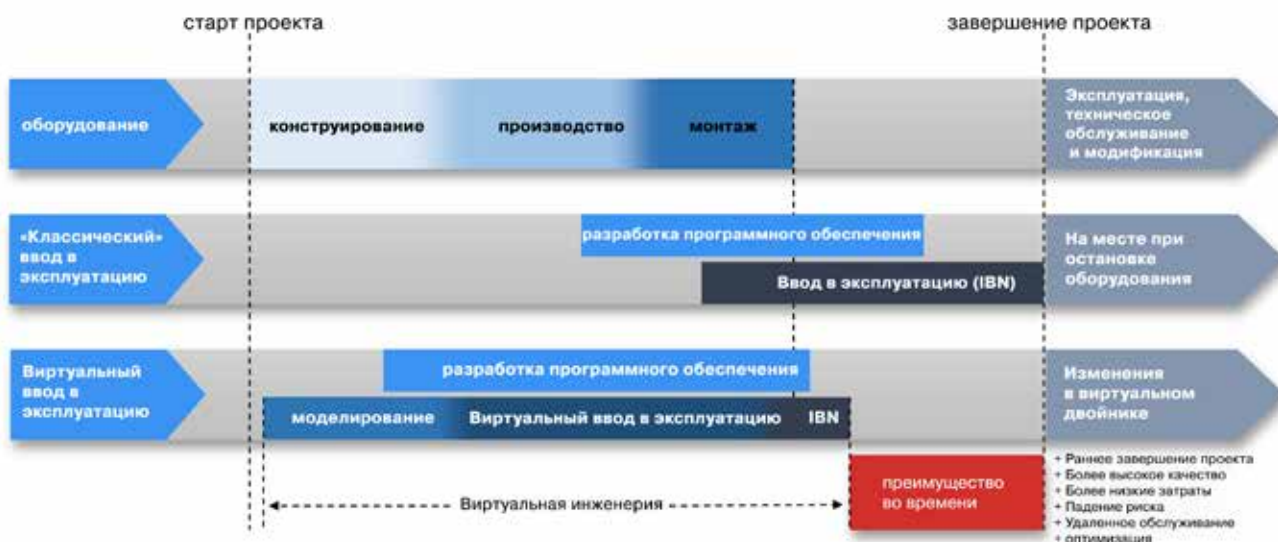 старт проекта
завершение проекта
оборудование
конструирование
производство
монтаж
Эксплуатация,
техническое
обслуживание
и модификация
«Классический»
ввод в
эксплуатацию
разработка программного обеспечения
Ввод в эксплуатацию (IBN)
На месте при
остановке
оборудования
Виртуальный
ввод в
эксплуатацию
разработка программного обеспечения
моделирование
Виртуальный ввод в эксплуатацию
IBN
Изменения
в виртуальном
двойнике
Виртуальная инженерия
преимущество
во времени
+ Раннее завершение проекта
+ Более высокое качество
+ Более низкие затраты
+ Падение риска
+ Удаленное обслуживание
+ оптимизация